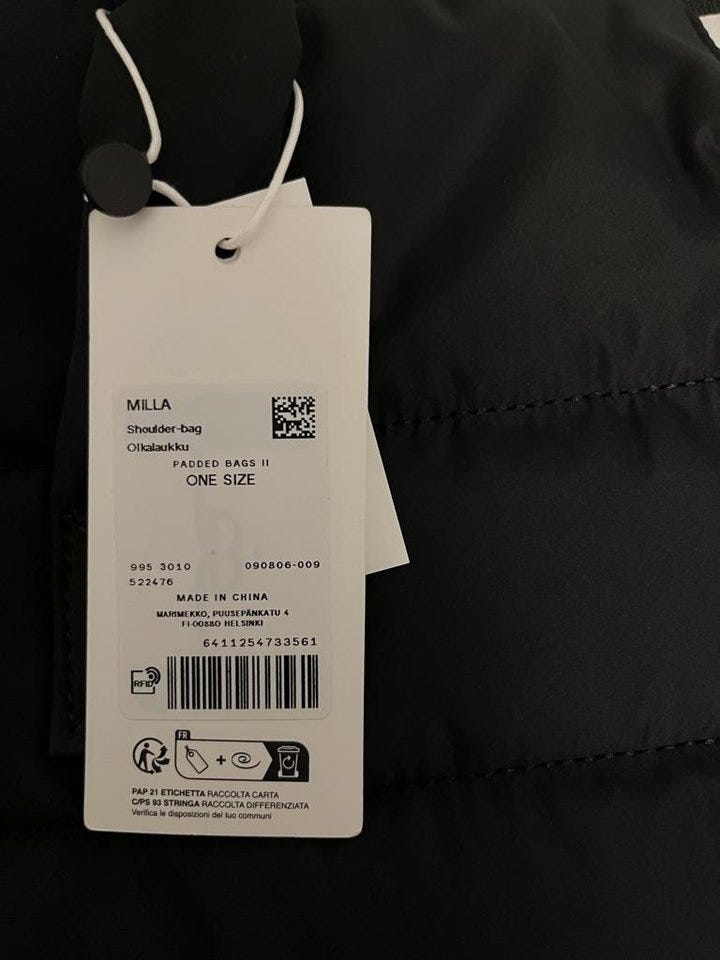 MILLA
Shoulder-bag
Olkalaukku
PADDED BAGS II
ONE SIZE
995 3010 090806-009
522476
MADE IN CHINA
MARIMEKKO, PUUSEPÄNKATU 4
FI-00880 HELSINKI
6411254733561
RFID
FR
+
PAP 21 ETICHETTA RACCOLTA CARTA
C/PS 93 STRINGA RACCOLTA DIFFERENZIATA
Verifica le disposizioni del tuo comuni